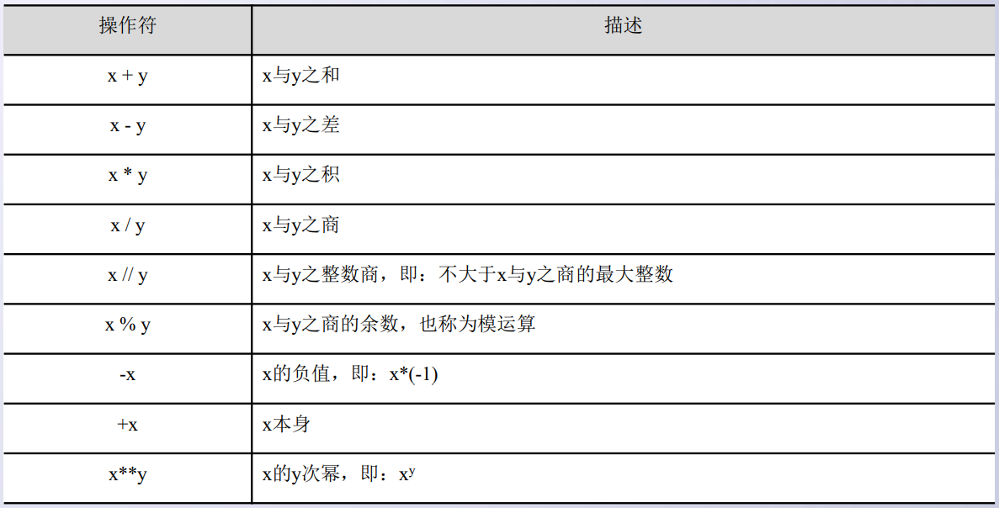 操作符 描述
x + y x与y之和
x - y x与y之差
x * y x与y之积
x / y x与y之商
x // y x与y之整数商，即：不大于x与y之商的最大整数
x % y x与y之商的余数，也称为模运算
-x x的负值，即：x*(-1)
+x x本身
x**y x的y次幂，即：xʸ